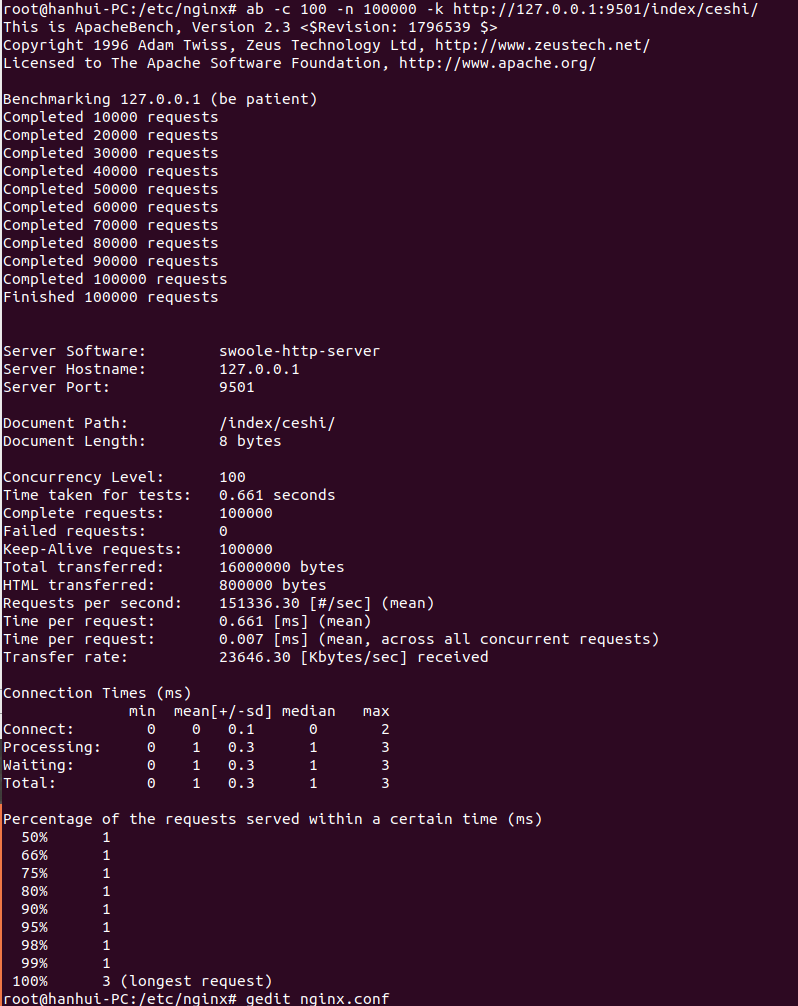 root@hanhui-PC:/etc/nginx# ab -c 100 -n 100000 -k http://127.0.0.1:9501/index/ceshi/
This is ApacheBench, Version 2.3 <$Revision: 1796539 $>
Copyright 1996 Adam Twiss, Zeus Technology Ltd, http://www.zeustech.net/
Licensed to The Apache Software Foundation, http://www.apache.org/

Benchmarking 127.0.0.1 (be patient)
Completed 10000 requests
Completed 20000 requests
Completed 30000 requests
Completed 40000 requests
Completed 50000 requests
Completed 60000 requests
Completed 70000 requests
Completed 80000 requests
Completed 90000 requests
Completed 100000 requests
Finished 100000 requests


Server Software:        swoole-http-server
Server Hostname:        127.0.0.1
Server Port:            9501

Document Path:          /index/ceshi/
Document Length:        8 bytes

Concurrency Level:      100
Time taken for tests:   0.661 seconds
Complete requests:      100000
Failed requests:        0
Keep-Alive requests:    100000
Total transferred:      16000000 bytes
HTML transferred:       800000 bytes
Requests per second:    151336.30 [#/sec] (mean)
Time per request:       0.661 [ms] (mean)
Time per request:       0.007 [ms] (mean, across all concurrent requests)
Transfer rate:          23646.30 [Kbytes/sec] received

Connection Times (ms)
              min  mean[+/-sd] median   max
Connect:        0    0   0.1      0       2
Processing:     0    1   0.3      1       3
Waiting:        0    1   0.3      1       3
Total:          0    1   0.3      1       3

Percentage of the requests served within a certain time (ms)
  50%      1
  66%      1
  75%      1
  80%      1
  90%      1
  95%      1
  98%      1
  99%      1
 100%      3 (longest request)
root@hanhui-PC:/etc/nginx# gedit nginx.conf